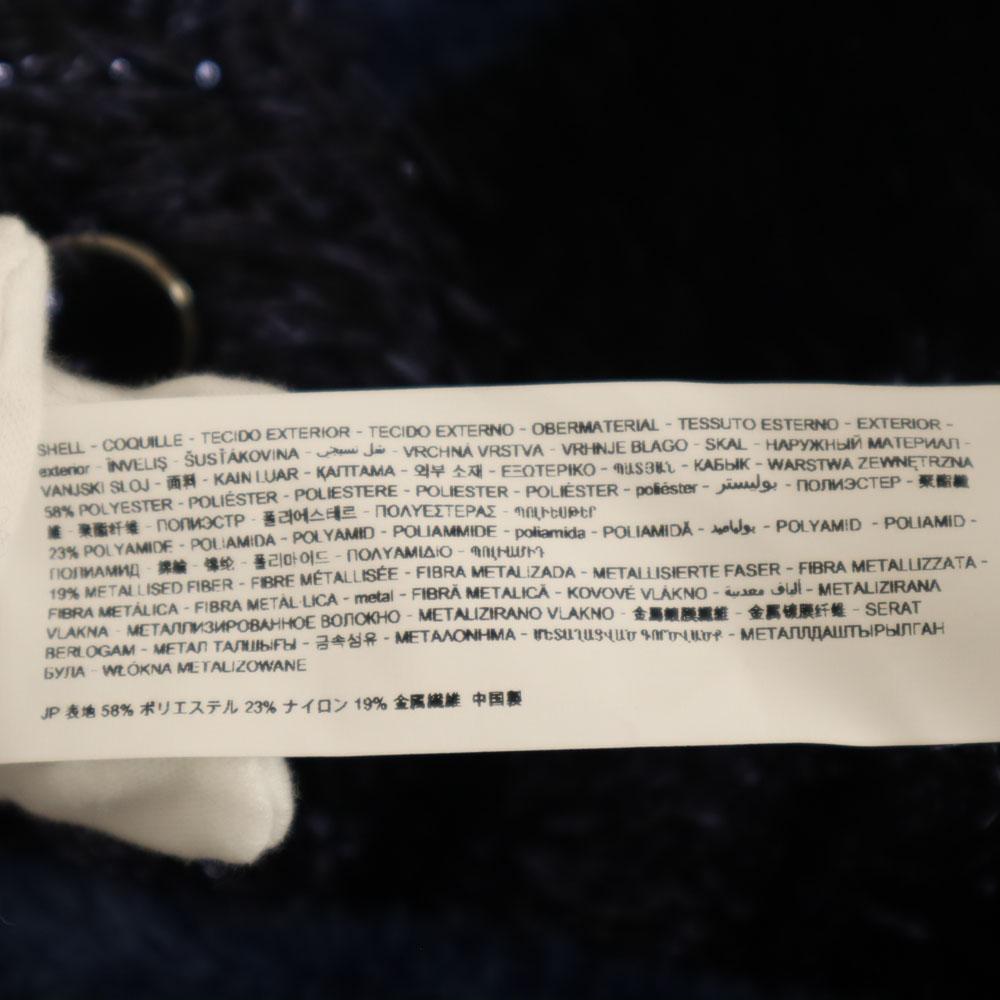 SHELL - COQUILLE - TECIDO EXTERIOR - TECIDO EXTERNO - OBERMATERIAL - TESSUTO ESTERNO - EXTERIOR -
exterior - ÎNVELIŞ - ŠUSŤÁKOVINA - - VRCHNÁ VRSTVA - VRHNJE BLAGO - SKAL - НАРУЖНЫЙ МАТЕРИАЛ -
VANJSKI SLOJ - 面料 - KAIN LUAR - ҚАПТАМА - 외부 소재 - ΕΞΩΤΕΡΙΚΟ - - КАБЫК - WARSTWA ZEWNĘTRZNA
58% POLYESTER - POLIÉSTER - POLIESTERE - POLIESTER - POLIÈSTER - poliéster - بوليستر - ПОЛИЭСТЕР - 聚酯纖
維 - 聚酯纤维 - ПОЛИЭСТР - 폴리에스테르 - ΠΟΛΥΕΣΤΕΡΑΣ - ՊՈԼԻԵՍԹԵՐ
23% POLYAMIDE - POLIAMIDA - POLYAMID - POLIAMMIDE - poliamida - POLIAMIDĂ - بولياميد - POLYAMID - POLIAMID -
ПОЛИАМИД - 錦綸 - 锦纶 - 폴리마이드 - ΠΟΛΥΑΜΙΔΙΟ - ՊՈԼԻԱՄԻԴ
19% METALLISED FIBER - FIBRE MÉTALLISÉE - FIBRA METALIZADA - METALLISIERTE FASER - FIBRA METALLIZZATA -
FIBRA METÁLICA - FIBRA METAL·LICA - metal - FIBRĂ METALICĂ - KOVOVÉ VLÁKNO - ألياف معدنية - METALIZIRANA
VLAKNA - МЕТАЛЛИЗИРОВАННОЕ ВОЛОКНО - METALIZIRANO VLAKNO - 金屬鍍膜纖維 - 金属镀膜纤维 - SERAT
BERLOGAM - МЕТАЛ ТАЛШЫҒЫ - 금속섬유 - ΜΕΤΑΛΟΝΗΜΑ - - МЕТАЛЛДАШТЫРЫЛГАН
БУЛА - WŁÓKNA METALIZOWANE
JP 表地 58% ポリエステル 23% ナイロン 19% 金属繊維 中国製